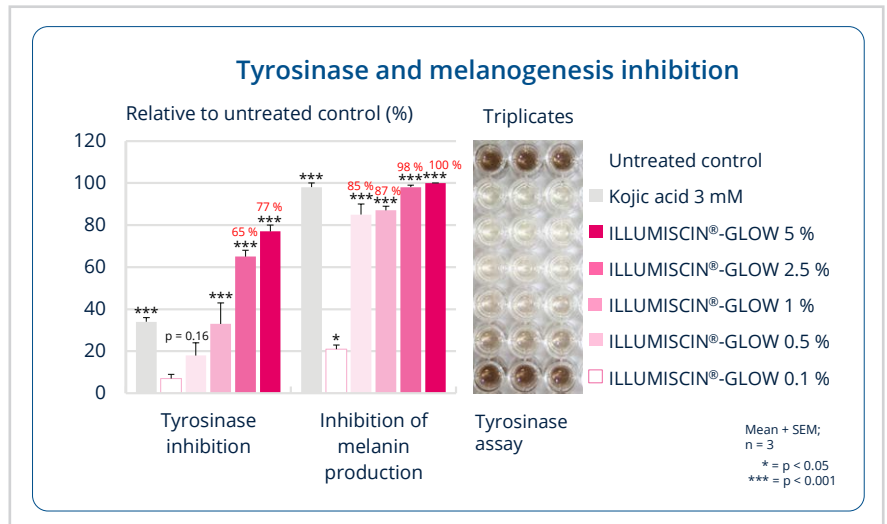 Tyrosinase and melanogenesis inhibition
Relative to untreated control (%)
120
100
80
60
40
20
0
***
p = 0.16
***
65 %
***
77 %
***
***
*
85 %
***
87 %
***
98 %
***
100 %
***
Tyrosinase
inhibition
Inhibition of
melanin
production
Triplicates
Tyrosinase
assay
Untreated control
Kojic acid 3 mM
ILLUMISCIN®-GLOW 5 %
ILLUMISCIN®-GLOW 2.5 %
ILLUMISCIN®-GLOW 1 %
ILLUMISCIN®-GLOW 0.5 %
ILLUMISCIN®-GLOW 0.1 %
Mean + SEM;
n = 3
* = p < 0.05
*** = p < 0.001